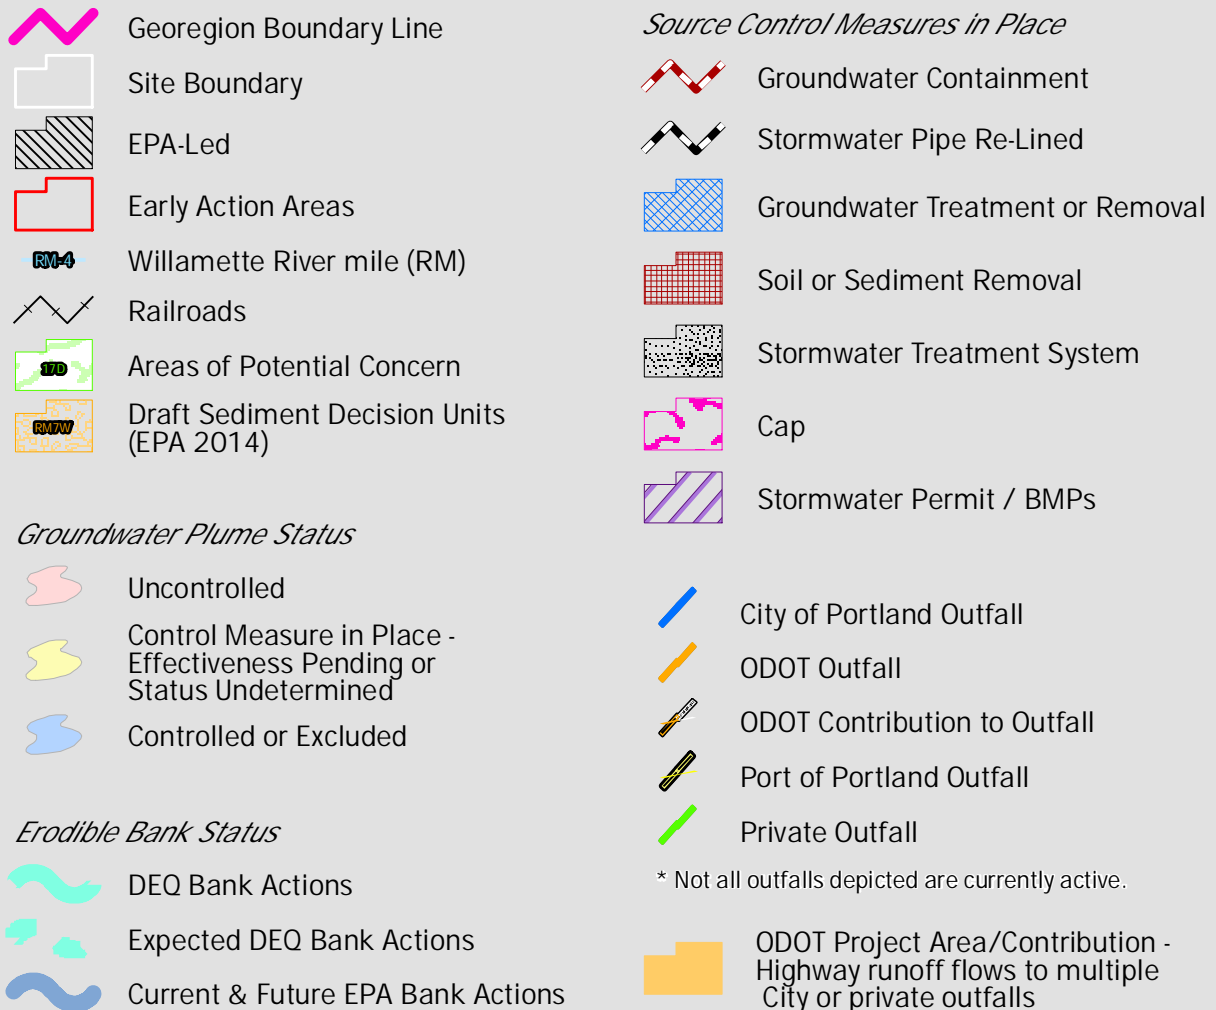 Georegion Boundary Line
Site Boundary
EPA-Led
Early Action Areas
RM-4
Willamette River mile (RM)
Railroads
17D
Areas of Potential Concern
RM7W
Draft Sediment Decision Units
(EPA 2014)
Groundwater Plume Status
Uncontrolled
Control Measure in Place -
Effectiveness Pending or
Status Undetermined
Controlled or Excluded
Erodible Bank Status
DEQ Bank Actions
Expected DEQ Bank Actions
Current & Future EPA Bank Actions
Source Control Measures in Place
Groundwater Containment
Stormwater Pipe Re-Lined
Groundwater Treatment or Removal
Soil or Sediment Removal
Stormwater Treatment System
Cap
Stormwater Permit / BMPs
City of Portland Outfall
ODOT Outfall
ODOT Contribution to Outfall
Port of Portland Outfall
Private Outfall
* Not all outfalls depicted are currently active.
ODOT Project Area/Contribution -
Highway runoff flows to multiple
City or private outfalls